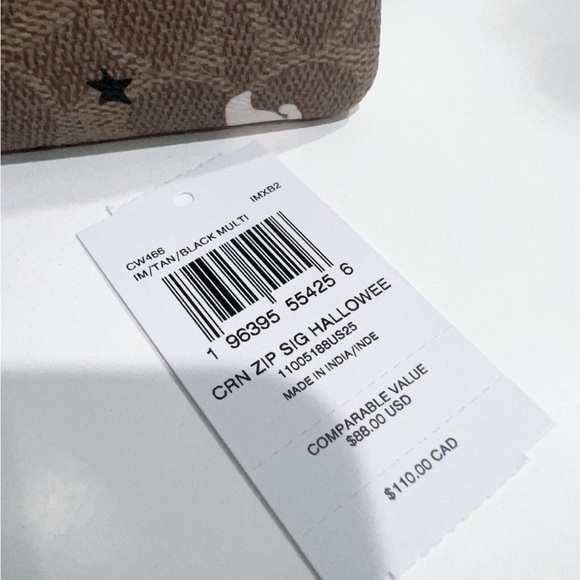 CW466
IM/TAN/BLACK MULTI
IMXB2
1 96395 55425 6
CRN ZIP SIG HALLOWEE
11005188US25
MADE IN INDIA/INDE
COMPARABLE VALUE
$88.00 USD
$110.00 CAD